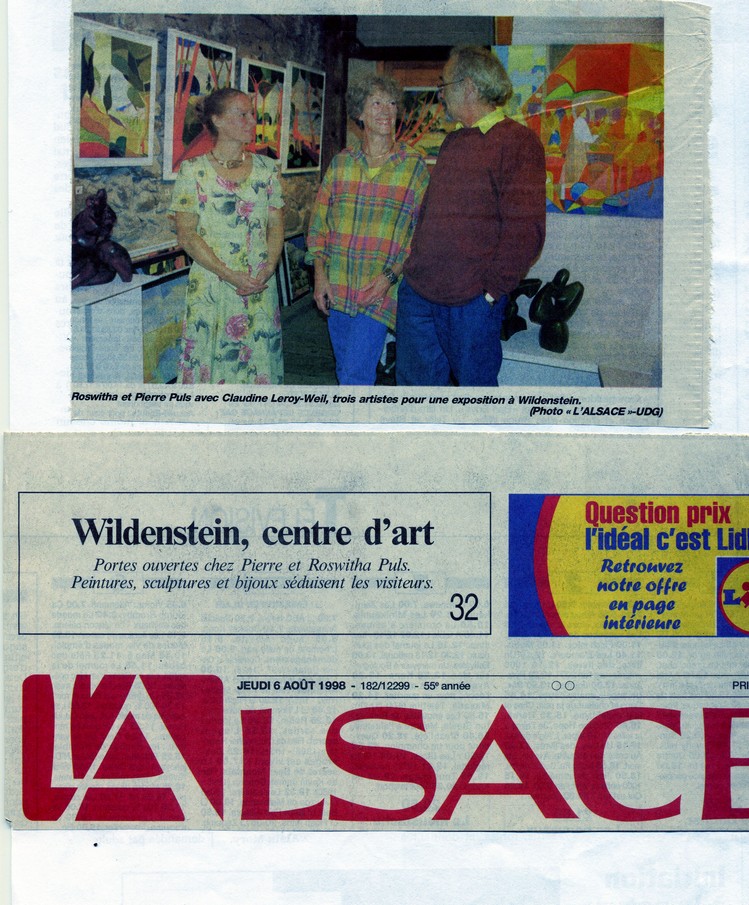 Roswitha et Pierre Puls avec Claudine Leroy-Weil, trois artistes pour une exposition à Wildenstein.
(Photo « L'ALSACE »-UDG)
Wildenstein, centre d'art
Portes ouvertes chez Pierre et Roswitha Puls.
Peintures, sculptures et bijoux séduisent les visiteurs.
32
Question prix
l'idéal c'est Lidl
Retrouvez
notre offre
en page
intérieure
JEUDI 6 AOÛT 1998 - 182/12299 - 55e année
L'ALSACE